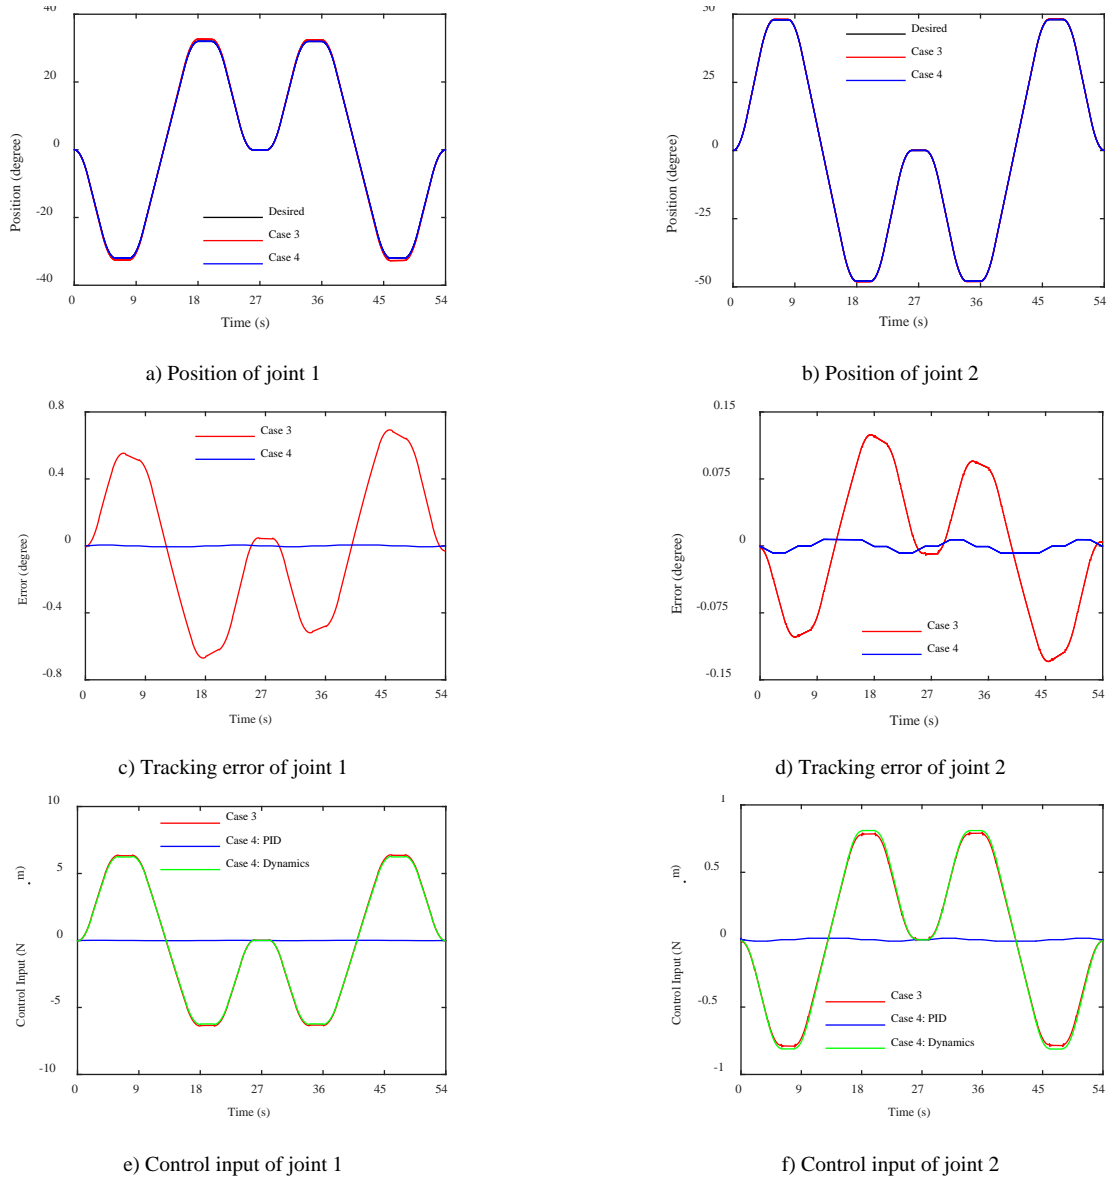 40
20
0
-20
-40
Position (degree)
Desired
Case 3
Case 4
0 9 18 27 36 45 54
Time (s)
a) Position of joint 1
50
25
0
-25
-50
Position (degree)
Desired
Case 3
Case 4
0 9 18 27 36 45 54
Time (s)
b) Position of joint 2
0.8
0.4
0
-0.4
-0.8
Error (degree)
Case 3
Case 4
0 9 18 27 36 45 54
Time (s)
c) Tracking error of joint 1
0.15
0.075
0
-0.075
-0.15
Error (degree)
Case 3
Case 4
0 9 18 27 36 45 54
Time (s)
d) Tracking error of joint 2
10
5
0
-5
-10
Control Input (N · m)
Case 3
Case 4: PID
Case 4: Dynamics
0 9 18 27 36 45 54
Time (s)
e) Control input of joint 1
1
0.5
0
-0.5
-1
Control Input (N · m)
Case 3
Case 4: PID
Case 4: Dynamics
0 9 18 27 36 45 54
Time (s)
f) Control input of joint 2